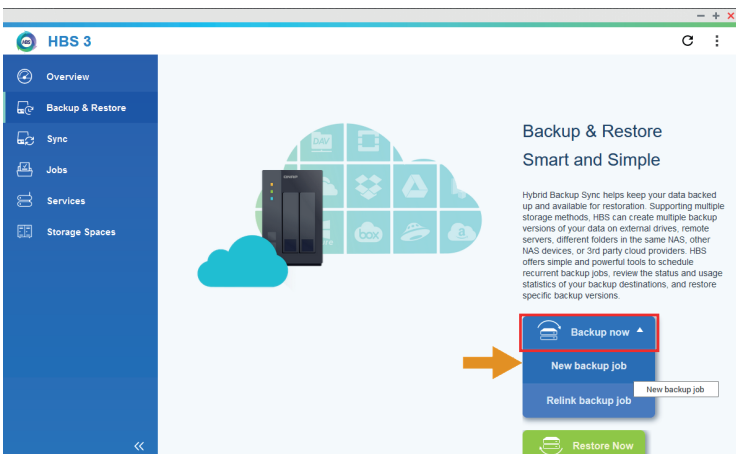 HBS 3
Overview
Backup & Restore
Sync
Jobs
Services
Storage Spaces
DAV
box
a
Backup & Restore
Smart and Simple
Hybrid Backup Sync helps keep your data backed
up and available for restoration. Supporting multiple
storage methods, HBS can create multiple backup
versions of your data on external drives, remote
servers, different folders in the same NAS, other
NAS devices, or 3rd party cloud providers. HBS
offers simple and powerful tools to schedule
recurrent backup jobs, review the status and usage
statistics of your backup destinations, and restore
specific backup versions.
Backup now
New backup job
New backup job
Relink backup job
Restore Now